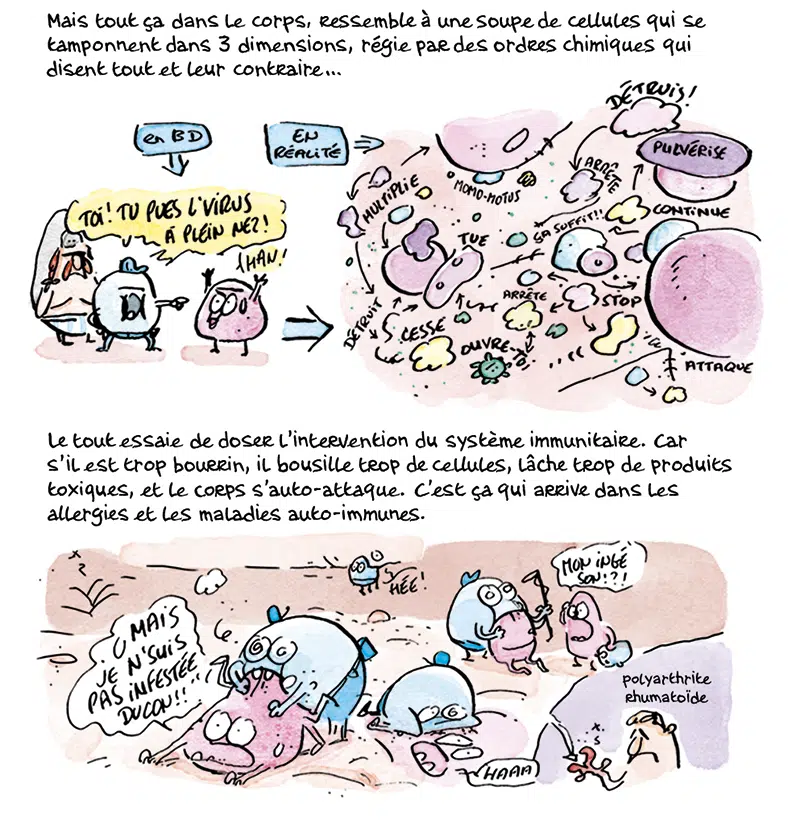 Mais tout ça dans le corps, ressemble à une soupe de cellules qui se
tamponnent dans 3 dimensions, régie par des ordres chimiques qui
disent tout et leur contraire...
en BD
EN
RÉALITÉ
TOI! TU PUES L'VIRUS
À PLEIN NEZ!
!HAN!
DÉTRUIS!
PULVÉRISE
ARRÊTE
MULTIPLIE
MOMO-MOTUS
CONTINUE
ÇA SUFFIT!!
TUE
ARRÊTE
STOP
DÉTRUIT
CESSE
OUVRE-TOI
ATTAQUE
Le tout essaie de doser l'intervention du système immunitaire. Car
s'il est trop bourrin, il bousille trop de cellules, lâche trop de produits
toxiques, et le corps s'auto-attaque. C'est ça qui arrive dans les
allergies et les maladies auto-immunes.
HÉE!
MON INGÉ
SON!?!
MAIS
JE N'SUIS
PAS INFESTÉE
DUCON!!
polyarthrite
rhumatoïde
HAAA